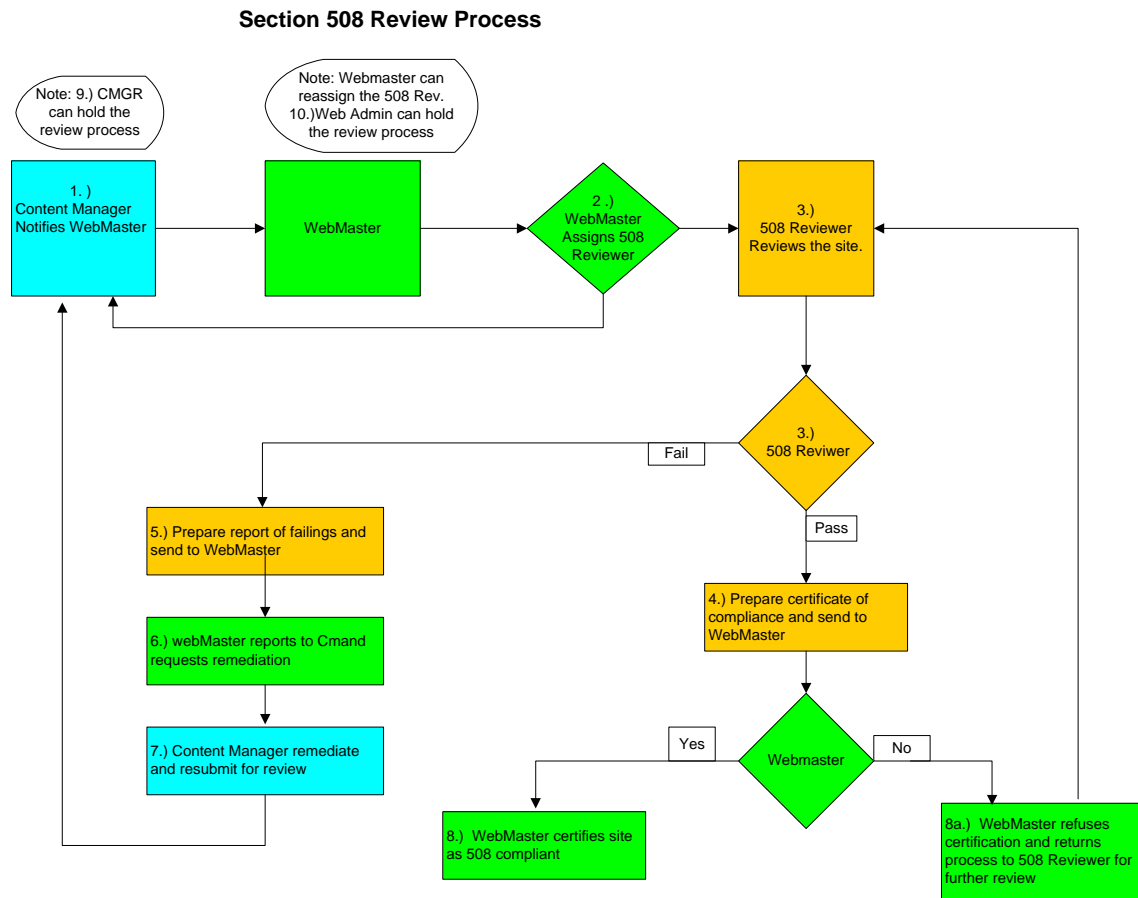 Section 508 Review Process
Note: 9.) CMGR
can hold the
review process
Note: Webmaster can
reassign the 508 Rev.
10.)Web Admin can hold
the review process
1. )
Content Manager
Notifies WebMaster
WebMaster
2 .)
WebMaster
Assigns 508
Reviewer
3.)
508 Reviewer
Reviews the site.
3.)
508 Reviwer
Fail
Pass
5.) Prepare report of failings and
send to WebMaster
4.) Prepare certificate of
compliance and send to
WebMaster
6.) webMaster reports to Cmand
requests remediation
7.) Content Manager remediate
and resubmit for review
Yes
Webmaster
No
8.)  WebMaster certifies site
as 508 compliant
8a.)  WebMaster refuses
certification and returns
process to 508 Reviewer for
further review